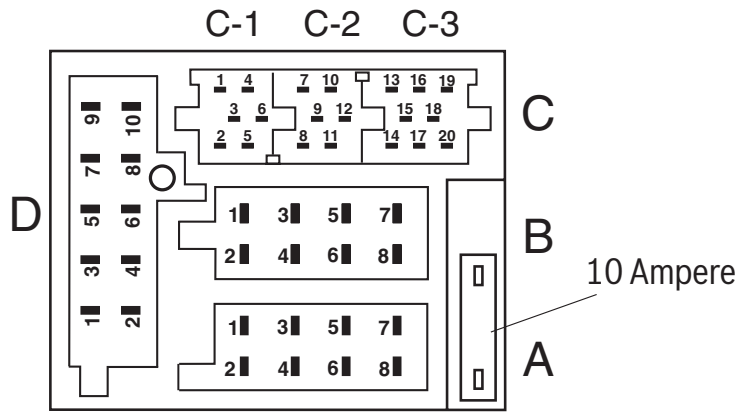 C-1 C-2 C-3
1 4 7 10 13 16 19
3 6 9 12 15 18
2 5 8 11 14 17 20
C
9 10
7 8
D
5 6
3 4
1 2
1 3 5 7
2 4 6 8
B
10 Ampere
1 3 5 7
2 4 6 8
A